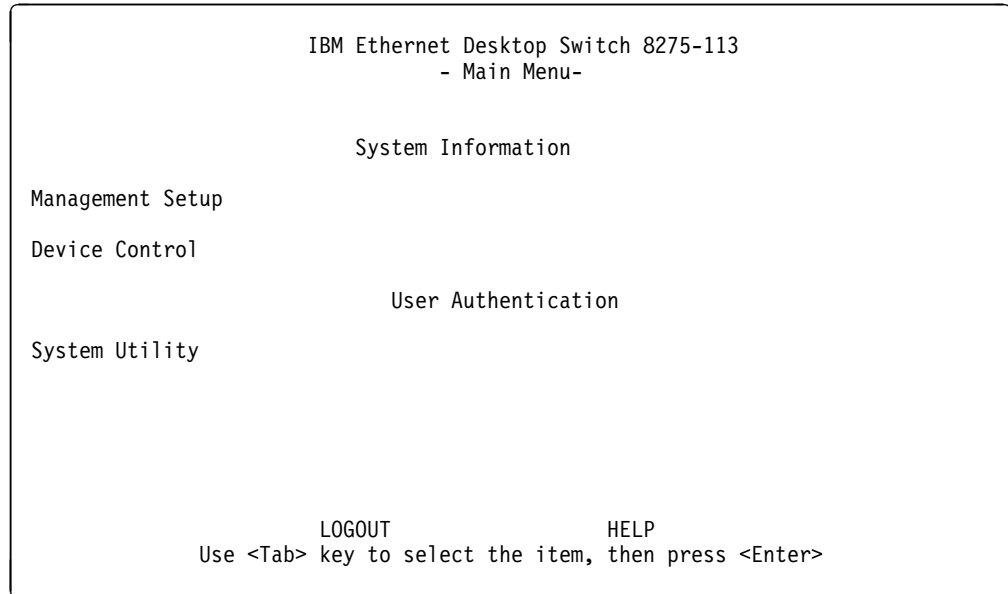 IBM Ethernet Desktop Switch 8275-113
- Main Menu-
System Information
Management Setup
Device Control
User Authentication
System Utility
LOGOUT HELP
Use <Tab> key to select the item, then press <Enter>